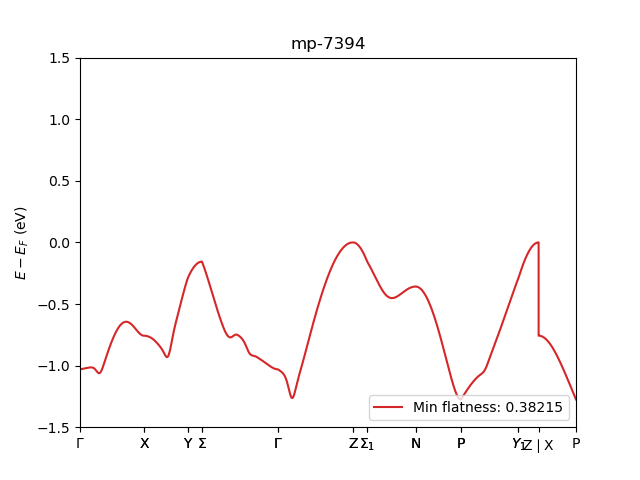 mp-7394
E − E_F (eV)
1.5
1.0
0.5
0.0
−0.5
−1.0
−1.5
Min flatness: 0.38215
Γ X Y Σ Γ Z Σ₁ N P Y₁ Z | X P